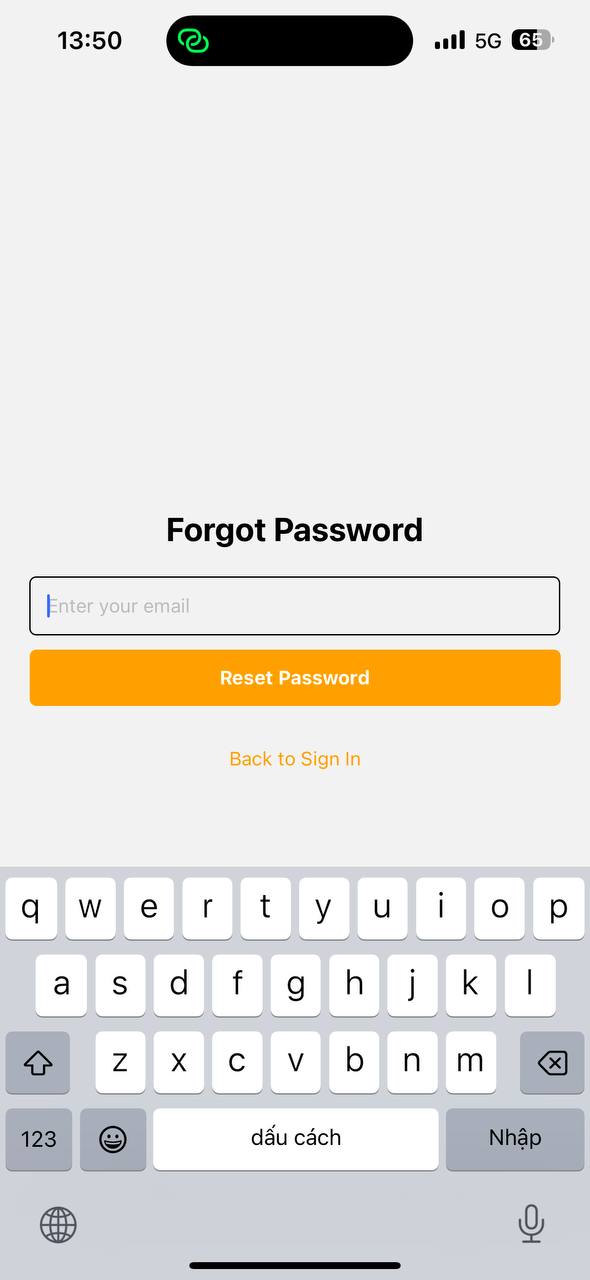 13:50
5G
65
Forgot Password
Enter your email
Reset Password
Back to Sign In
q w e r t y u i o p
a s d f g h j k l
z x c v b n m
123 dấu cách Nhập